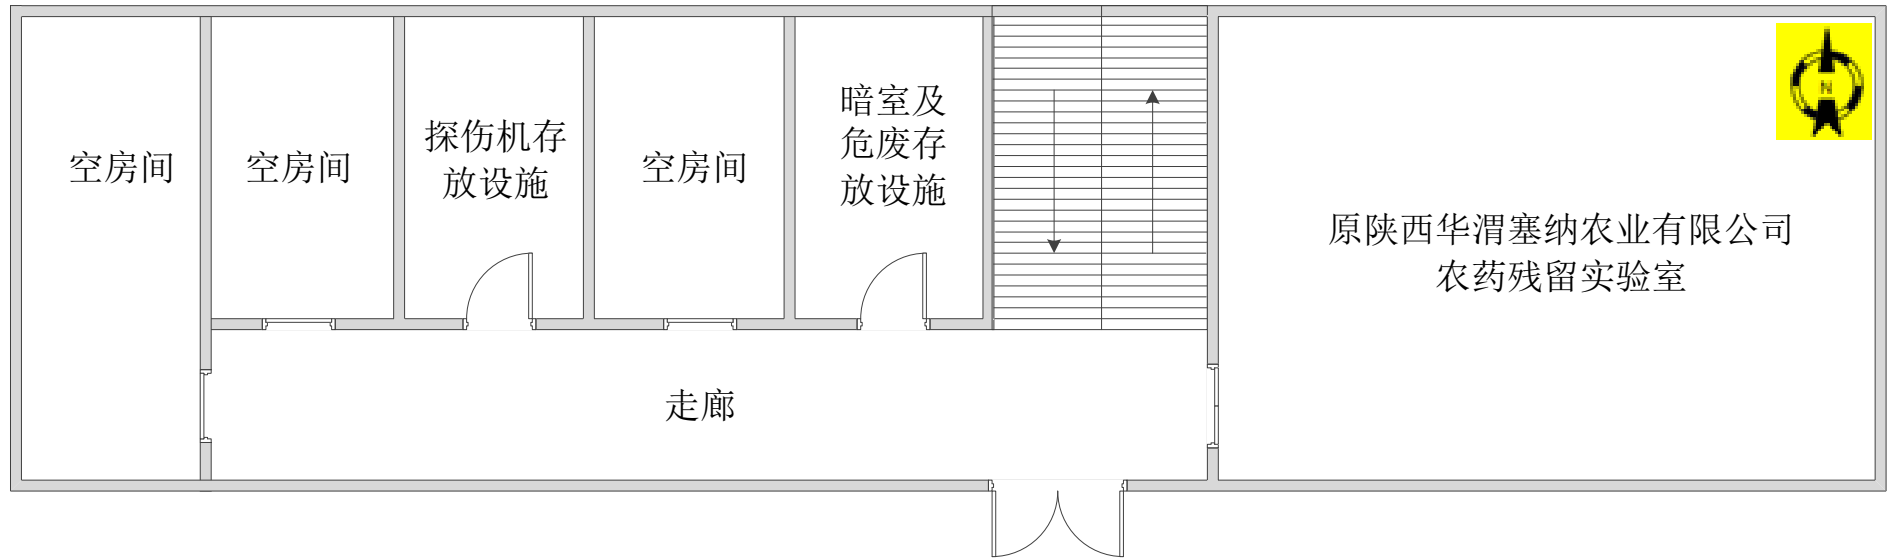 空房间
空房间
探伤机存
放设施
空房间
暗室及
危废存
放设施
N
原陕西华渭塞纳农业有限公司
农药残留实验室
走廊